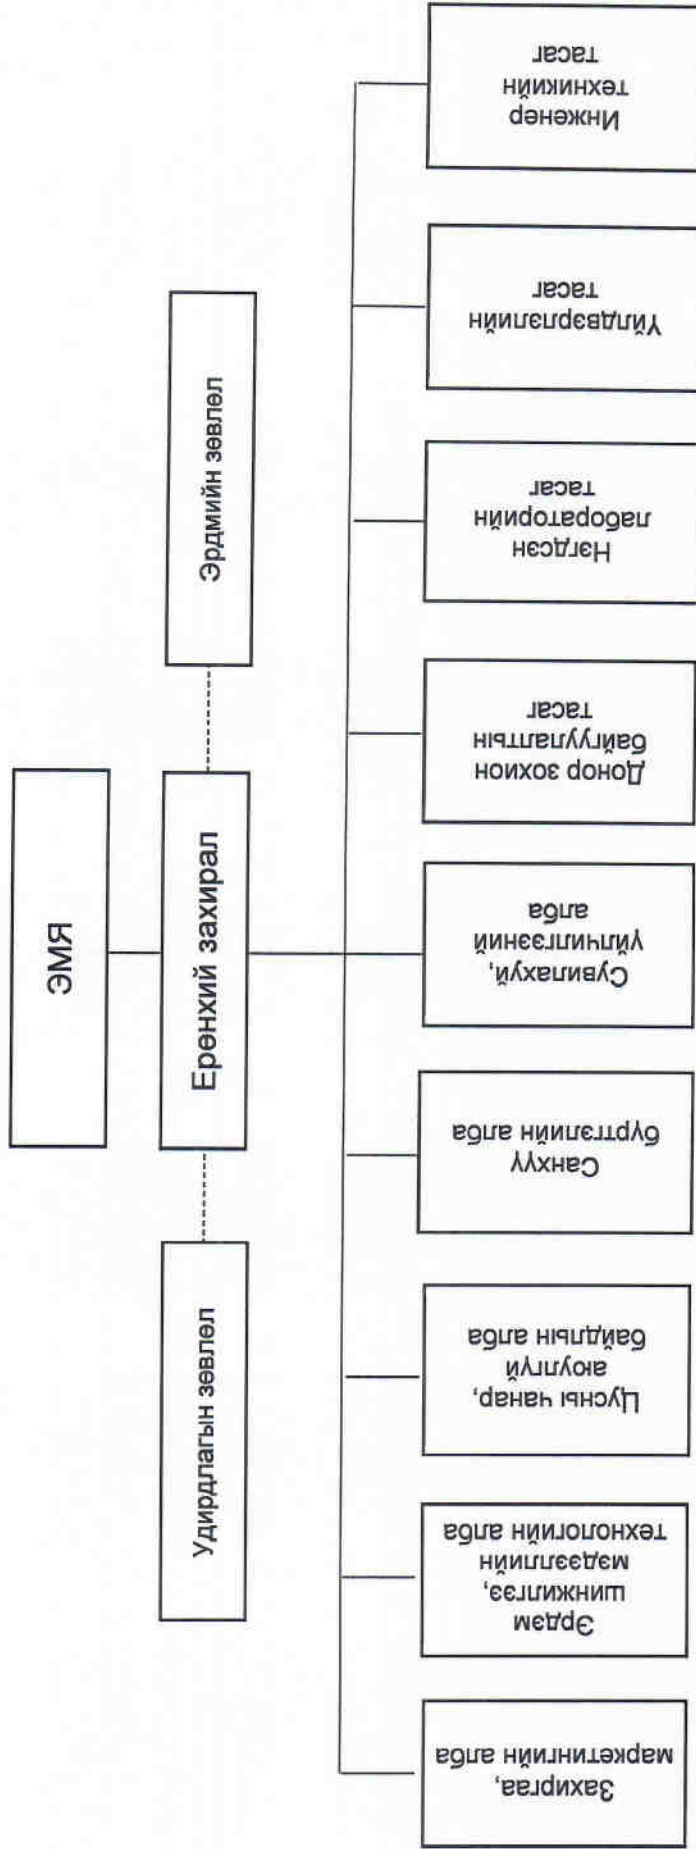 ЭМЯ
Удирдлагын зөвлөл
Ерөнхий захирал
Эрдмийн зөвлөл
Захиргаа,
маркетингийн алба
Эрдэм
шинжилгээ,
мэдээллийн
технологийн алба
Цусны чанар,
аюулгүй
байдлын алба
Санхүү
бүртгэлийн алба
Сувилахуй,
үйлчилгээний
алба
Донор зохион
байгуулалтын
тасаг
Нэгдсэн
лабораторийн
тасаг
Үйлдвэрлэлийн
тасаг
Инженер
техникийн
тасаг